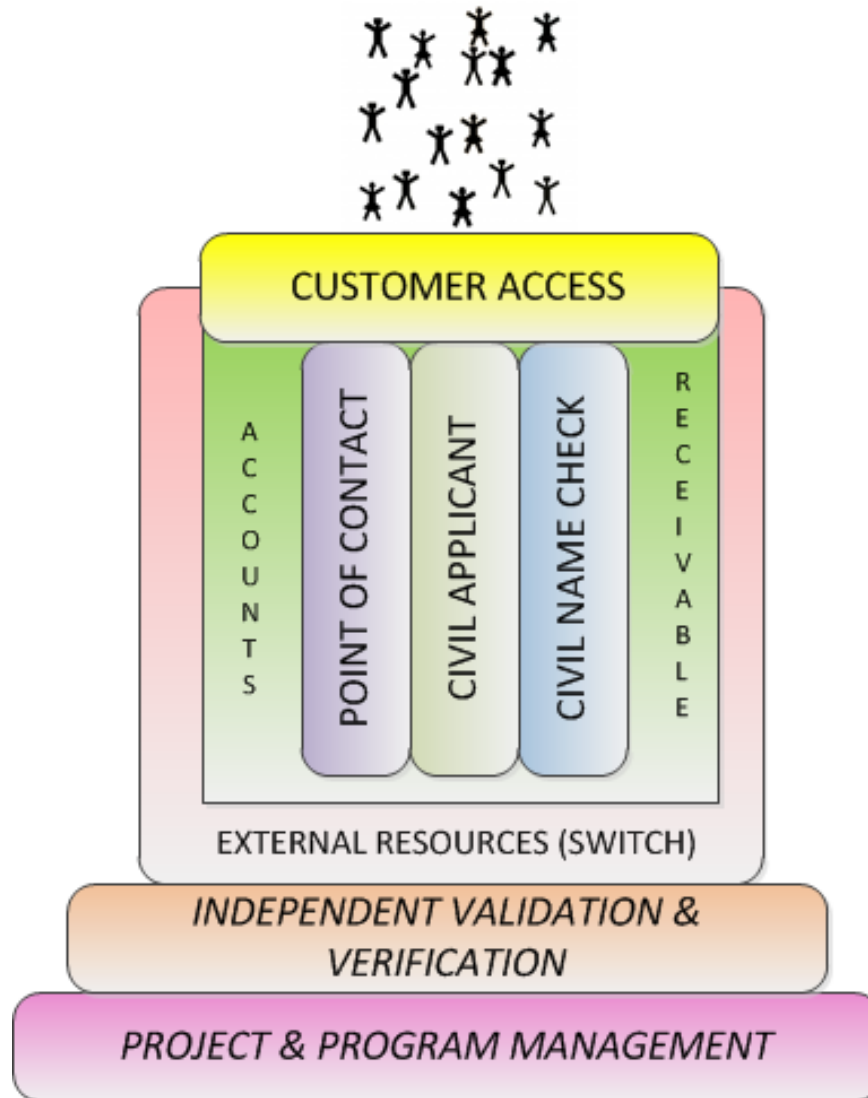 CUSTOMER ACCESS
ACCOUNTS
POINT OF CONTACT
CIVIL APPLICANT
CIVIL NAME CHECK
RECEIVABLE
EXTERNAL RESOURCES (SWITCH)
INDEPENDENT VALIDATION &
VERIFICATION
PROJECT & PROGRAM MANAGEMENT